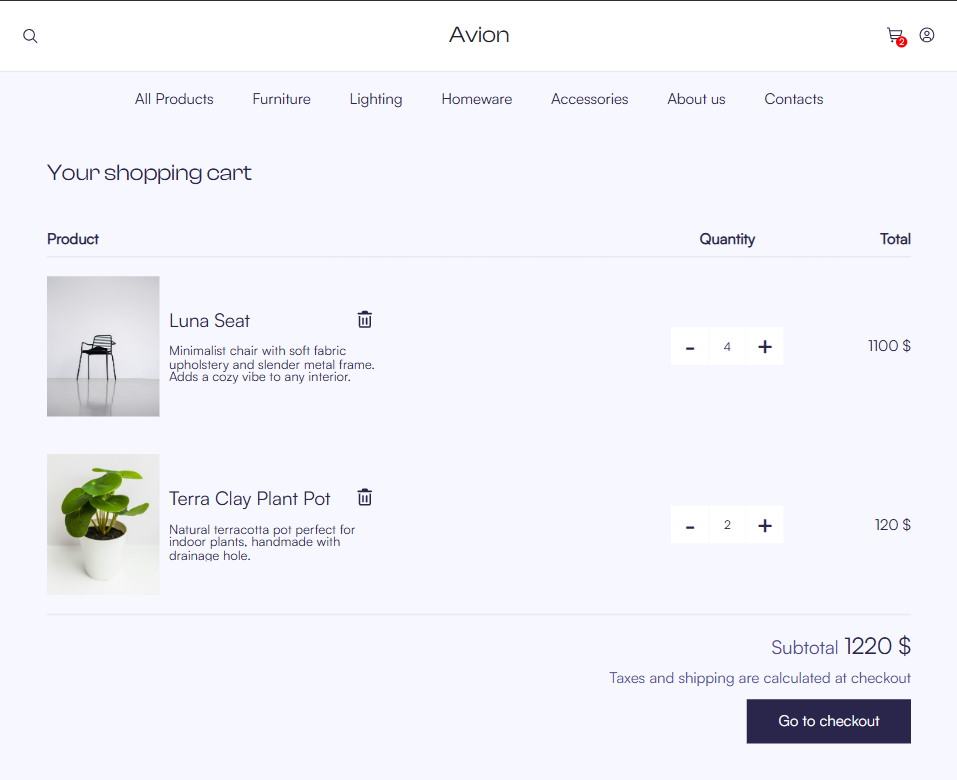 Avion
2
All Products Furniture Lighting Homeware Accessories About us Contacts
Your shopping cart
Product Quantity Total
Luna Seat
Minimalist chair with soft fabric
upholstery and slender metal frame.
Adds a cozy vibe to any interior.
- 4 + 1100 $
Terra Clay Plant Pot
Natural terracotta pot perfect for
indoor plants, handmade with
drainage hole.
- 2 + 120 $
Subtotal 1220 $
Taxes and shipping are calculated at checkout
Go to checkout